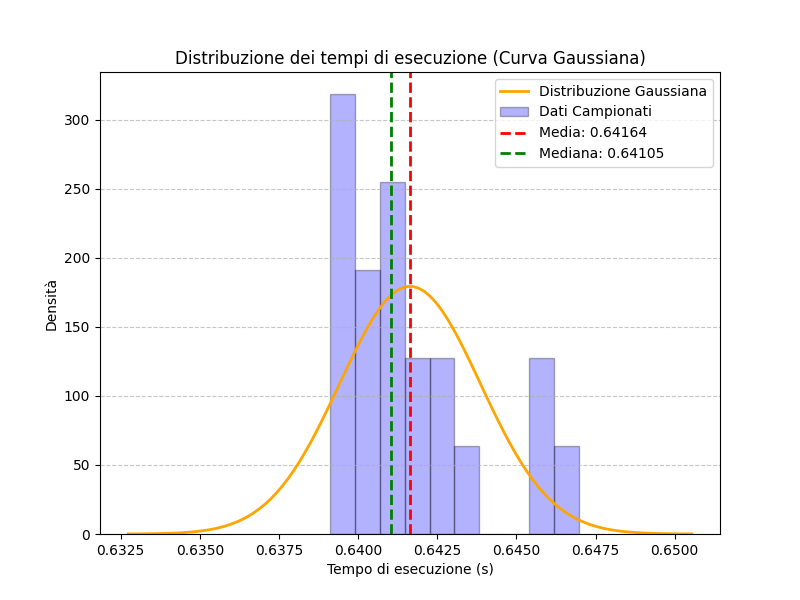 Distribuzione dei tempi di esecuzione (Curva Gaussiana)
Distribuzione Gaussiana
Dati Campionati
Media: 0.64164
Mediana: 0.64105
300
250
200
150
100
50
0
Densità
0.6325 0.6350 0.6375 0.6400 0.6425 0.6450 0.6475 0.6500
Tempo di esecuzione (s)